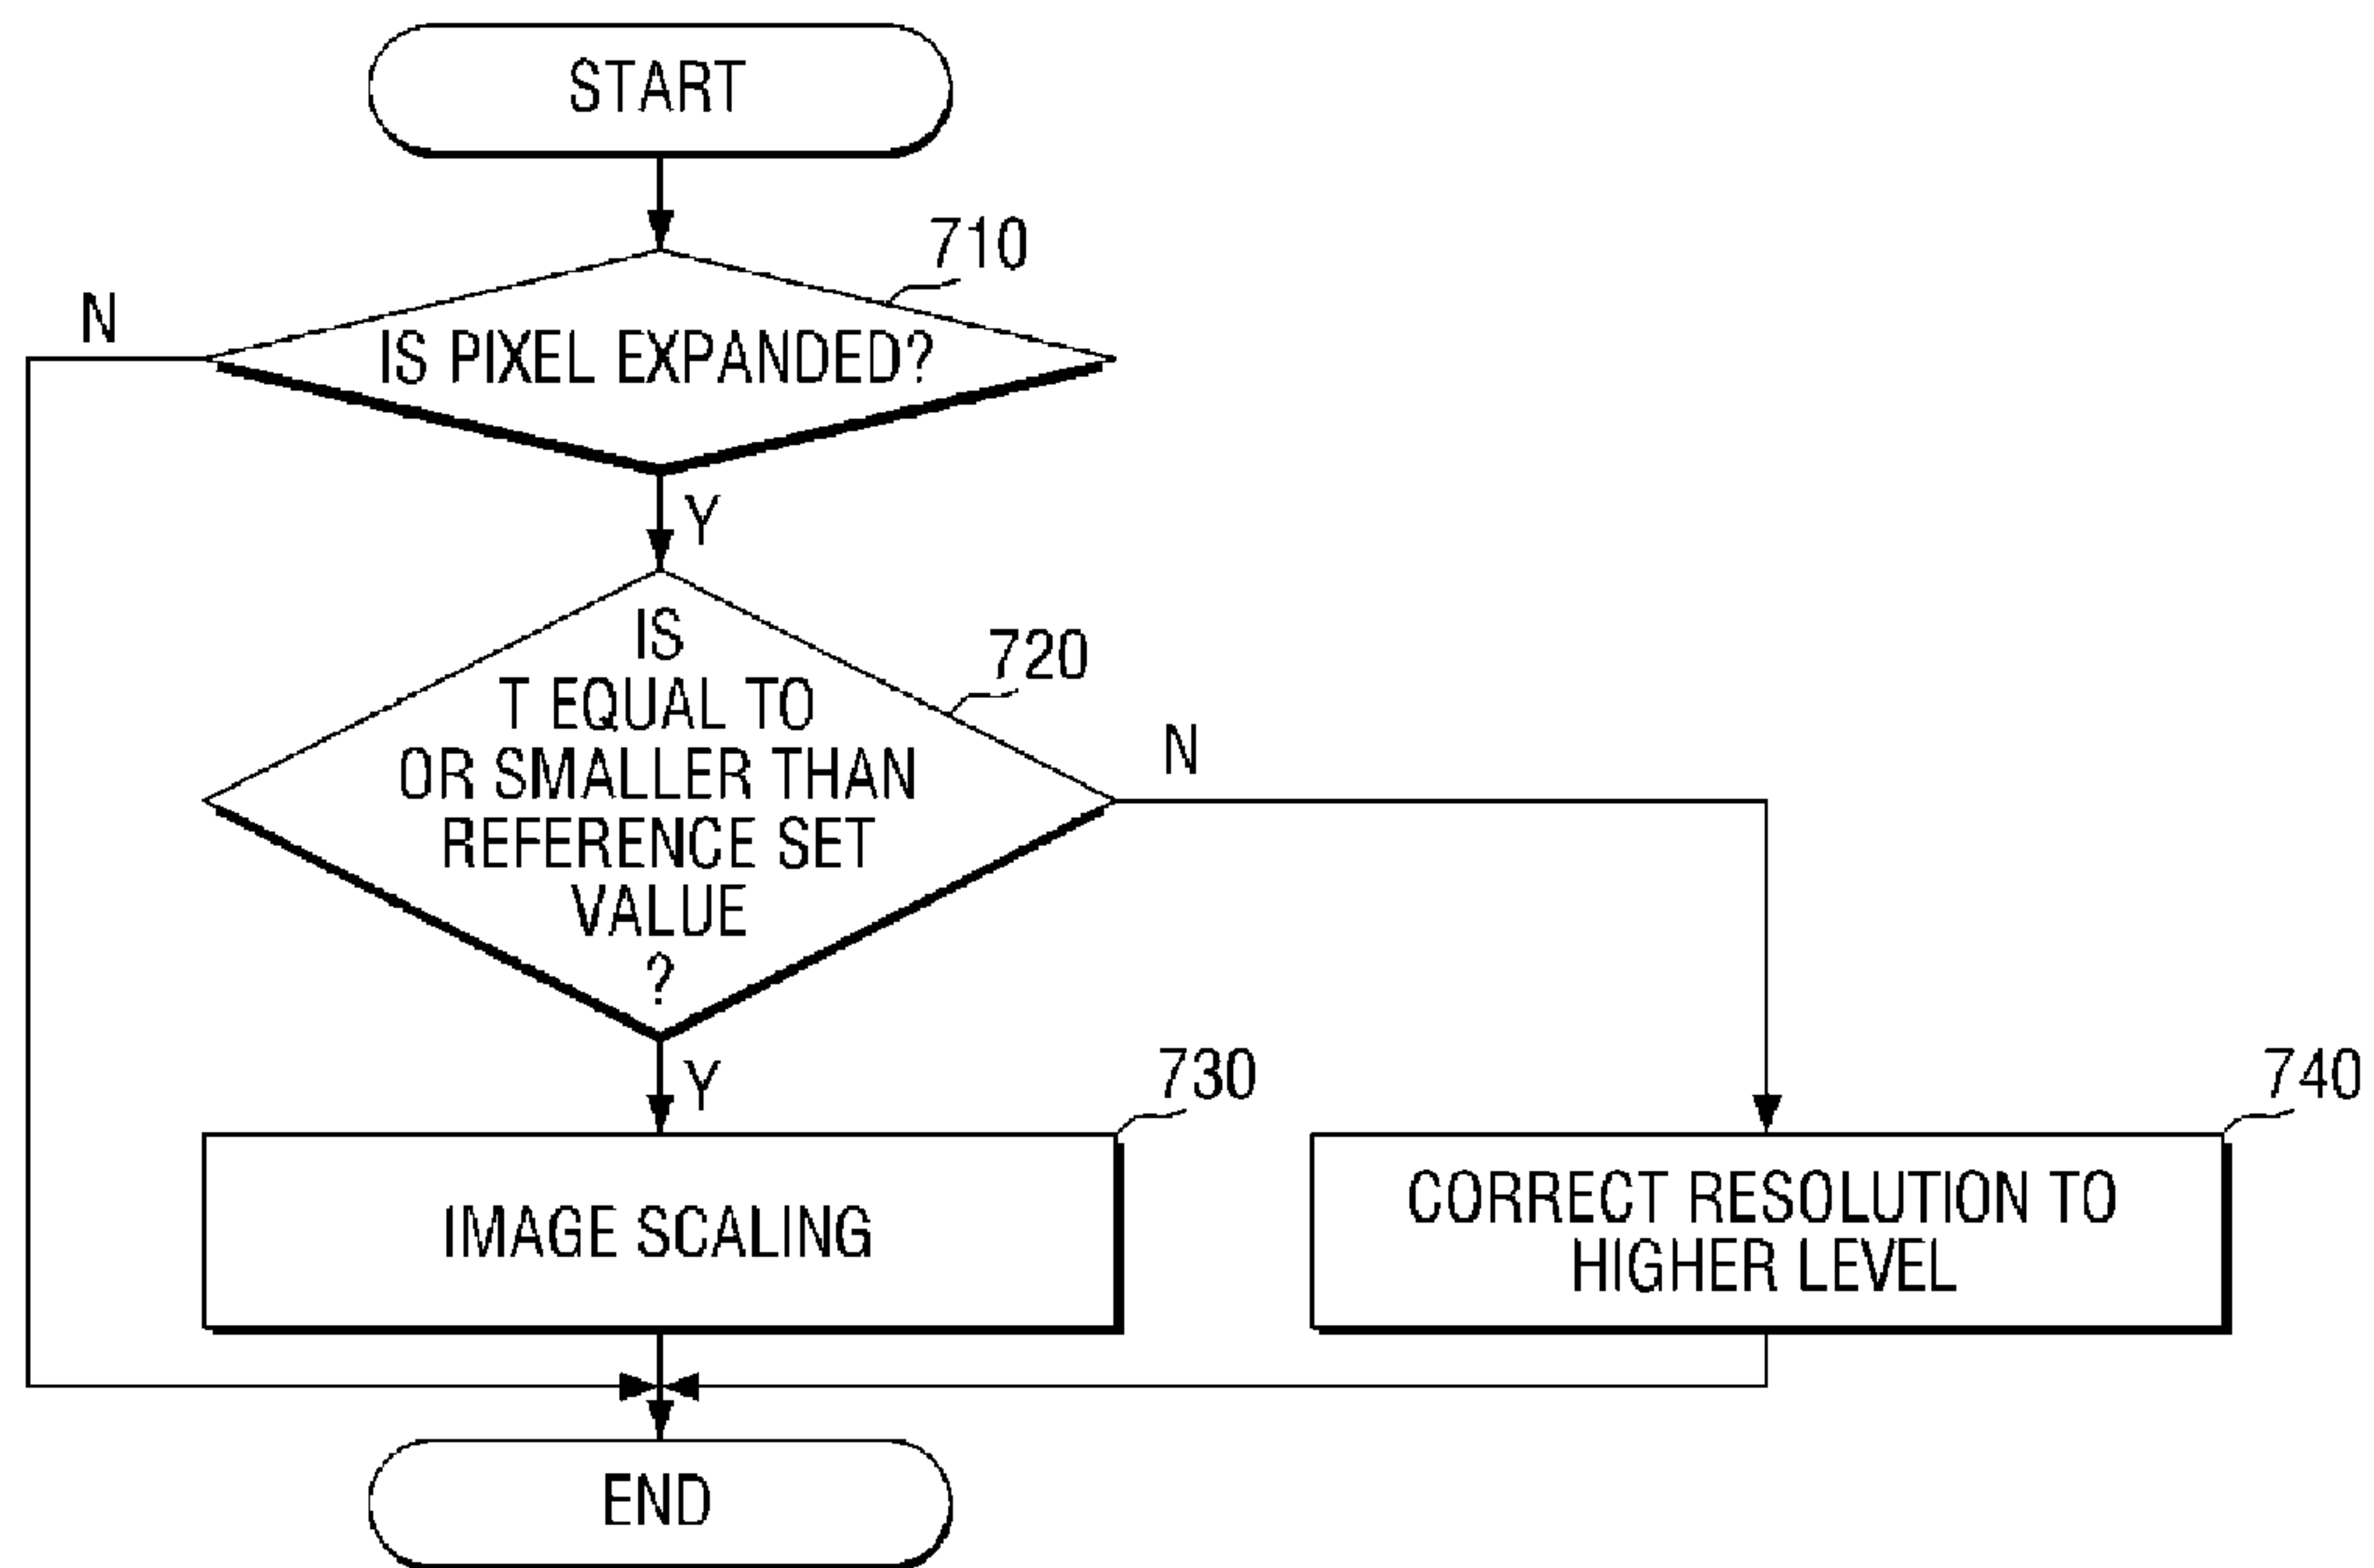 START
710
N
IS PIXEL EXPANDED?
Y
IS
T EQUAL TO
OR SMALLER THAN
REFERENCE SET
VALUE
?
720
N
Y
730
IMAGE SCALING
740
CORRECT RESOLUTION TO
HIGHER LEVEL
END